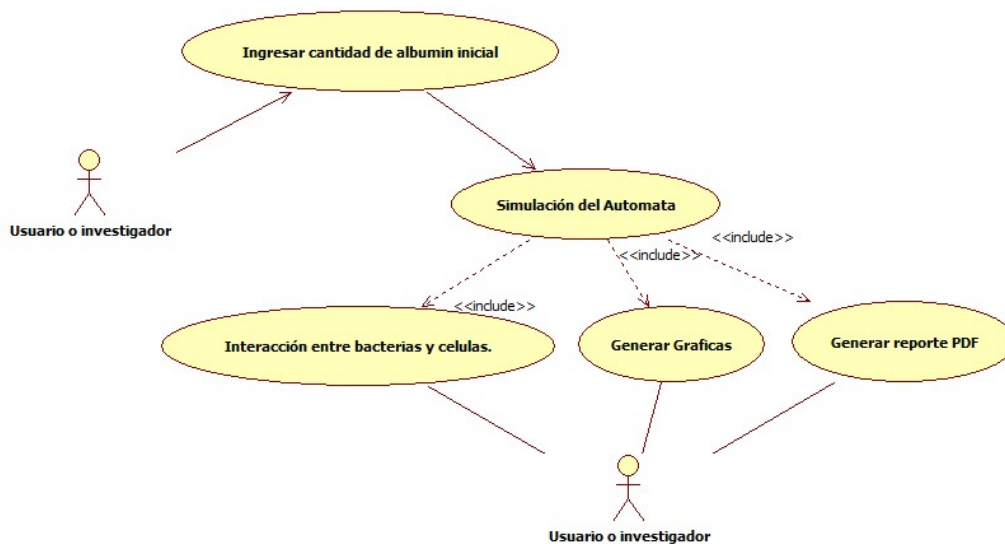 Ingresar cantidad de albumin inicial
Usuario o investigador
Simulación del Automata
<<include>>
<<include>>
<<include>>
Interacción entre bacterias y celulas.
Generar Graficas
Generar reporte PDF
Usuario o investigador